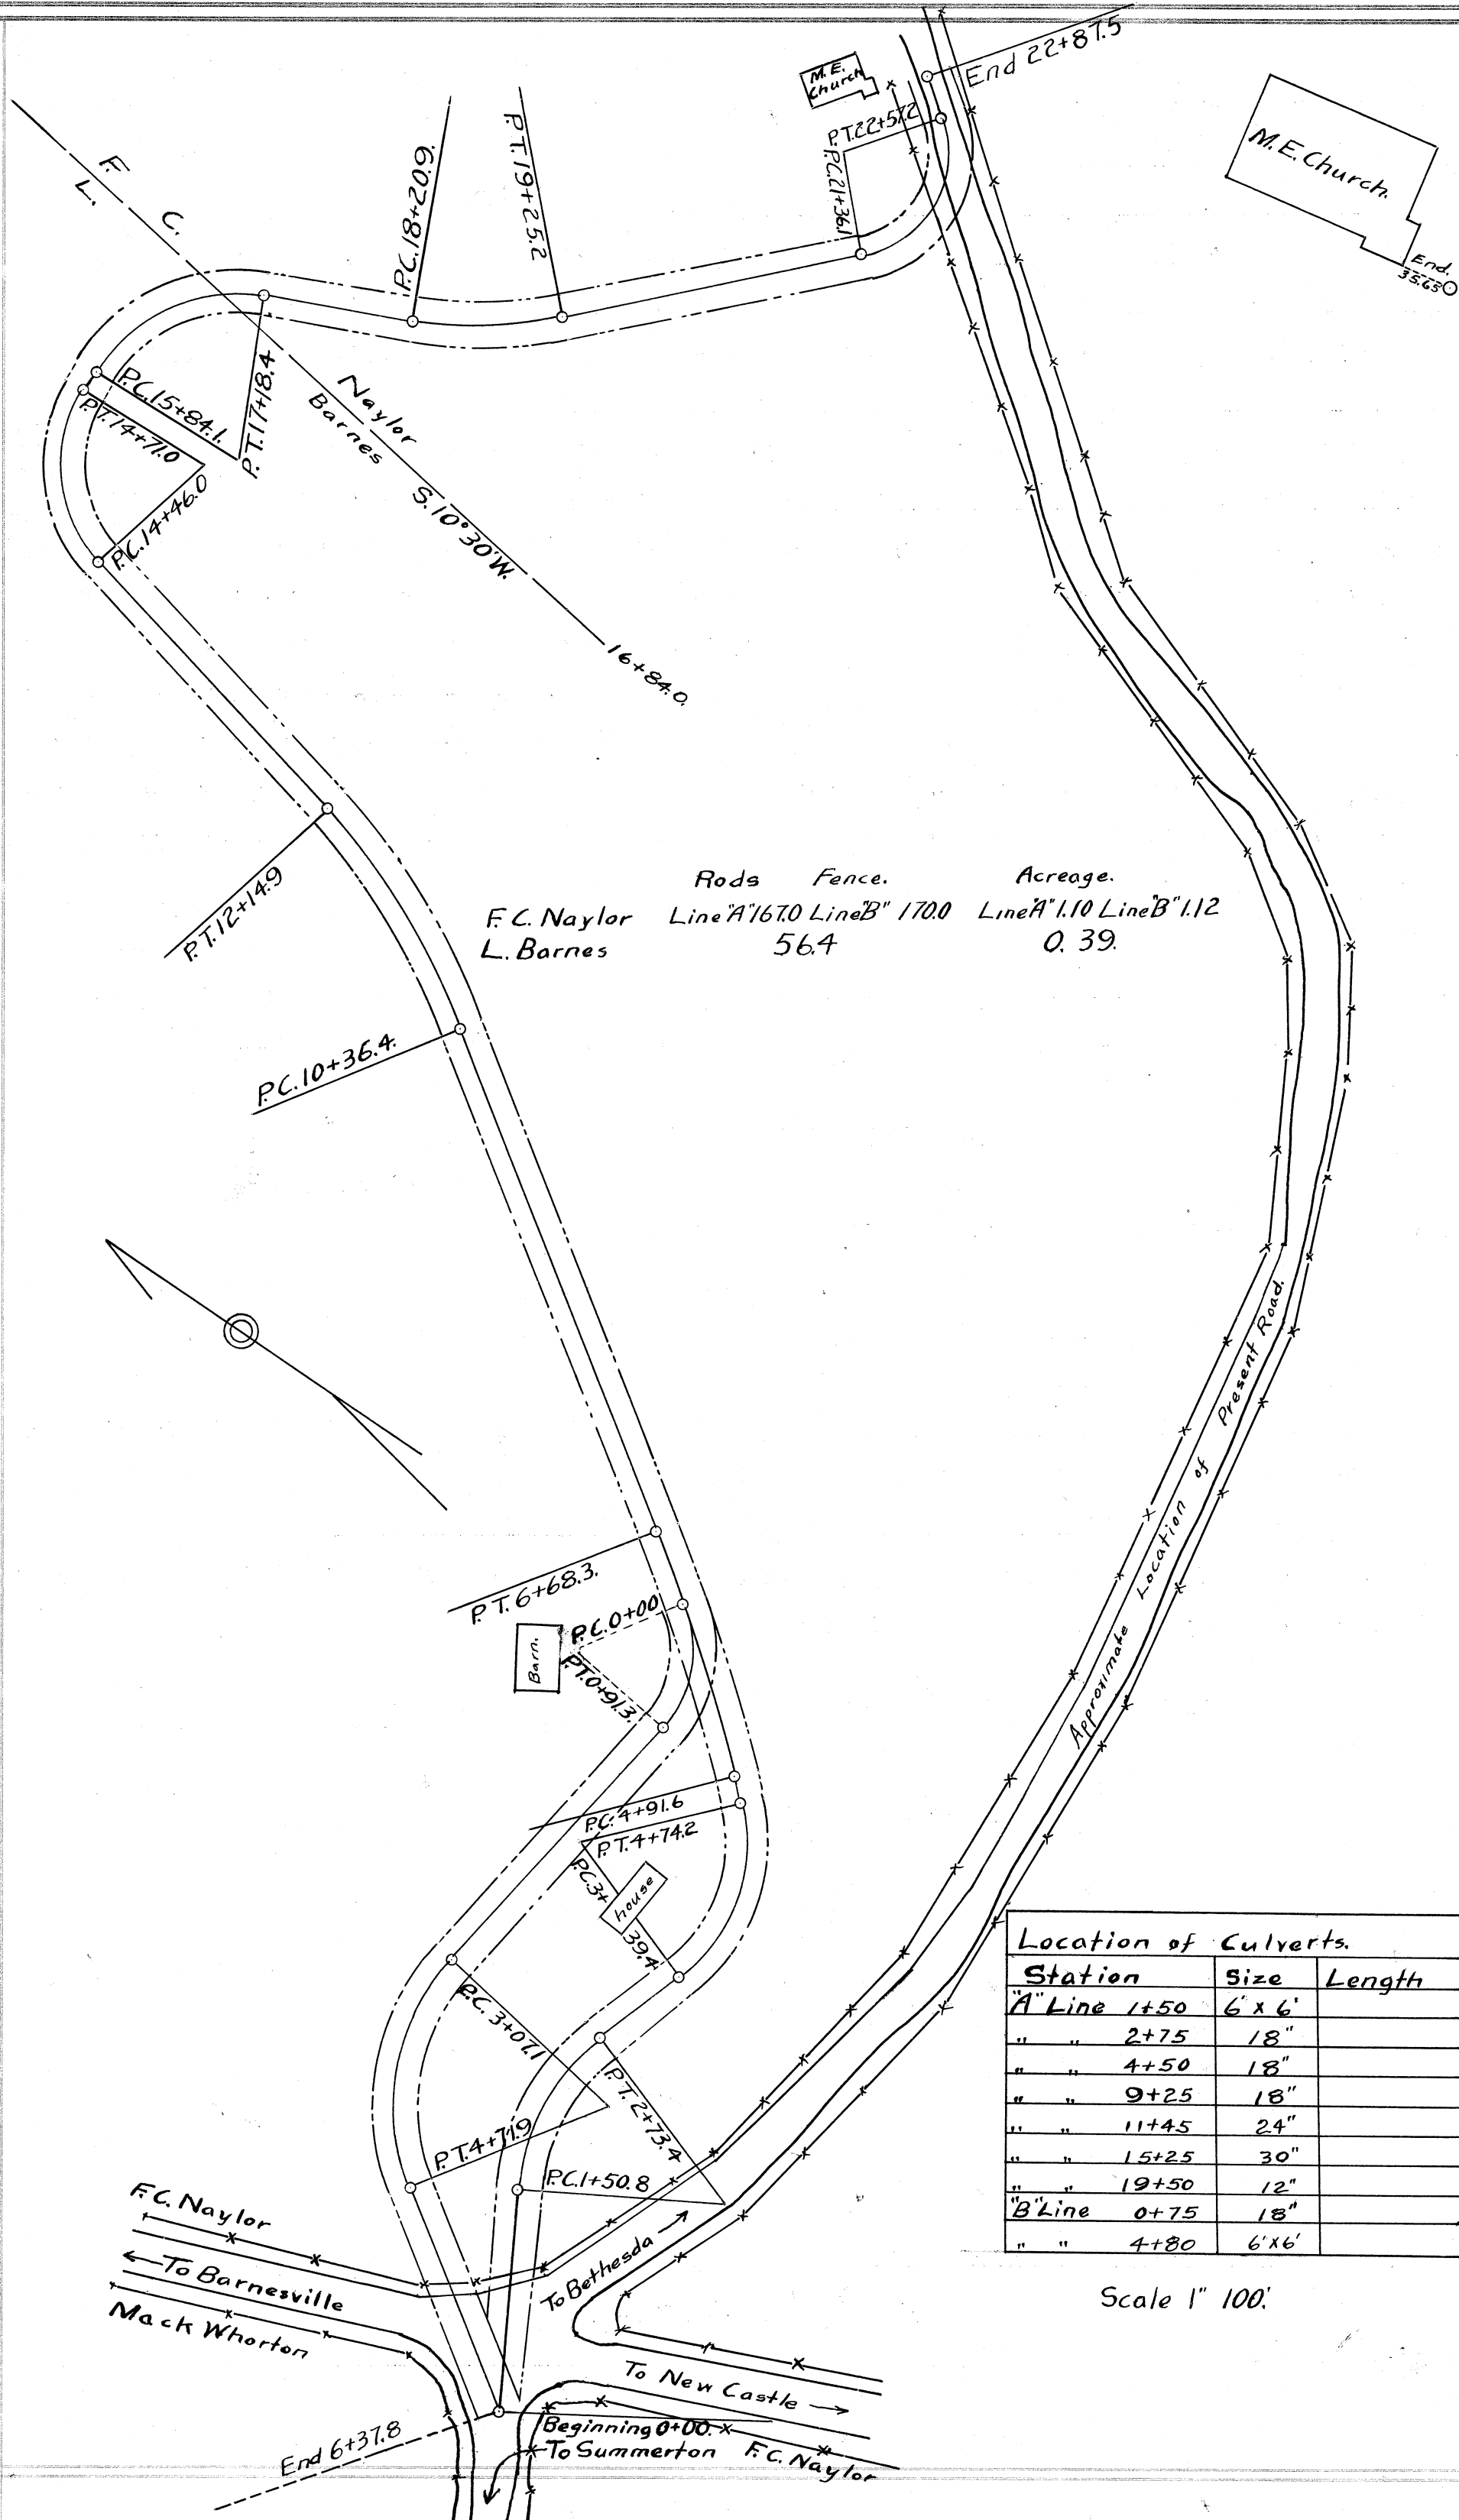 End 22+87.5
M.E.
Church
P.T.22+57.2
P.C.21+36.1
M.E.Church.
End.
35.65
F. C. Naylor
L. Barnes
S.10°30'W.
16+84.0
P.C.18+20.9.
P.T.19+25.2
P.C.15+84.1.
P.T.14+71.0
P.T.17+18.4
P.C.14+46.0
P.T.12+14.9
Rods Fence. Acreage.
F.C. Naylor Line "A" 167.0 Line "B" 170.0 Line "A" 1.10 Line "B" 1.12
L. Barnes 56.4 0.39.
P.C.10+36.4.
Approximate Location of Present Road.
P.T.6+68.3.
P.C.0+00
Barn.
P.T.0+91.3.
P.C.4+91.6
P.T.4+74.2
P.C.3+39.4
house
P.C.3+07.1
P.T.2+73.4
P.T.4+71.9
P.C.1+50.8
F.C. Naylor
To Barnesville
Mack Whorton
To Bethesda
To New Castle
Beginning 0+00.
To Summerton F.C. Naylor
End 6+37.8
Location of Culverts.
Station Size Length
"A" Line 1+50 6'x6'
" " 2+75 18"
" " 4+50 18"
" " 9+25 18"
" " 11+45 24"
" " 15+25 30"
" " 19+50 12"
"B" Line 0+75 18"
" " 4+80 6'x6'
Scale 1" 100'.